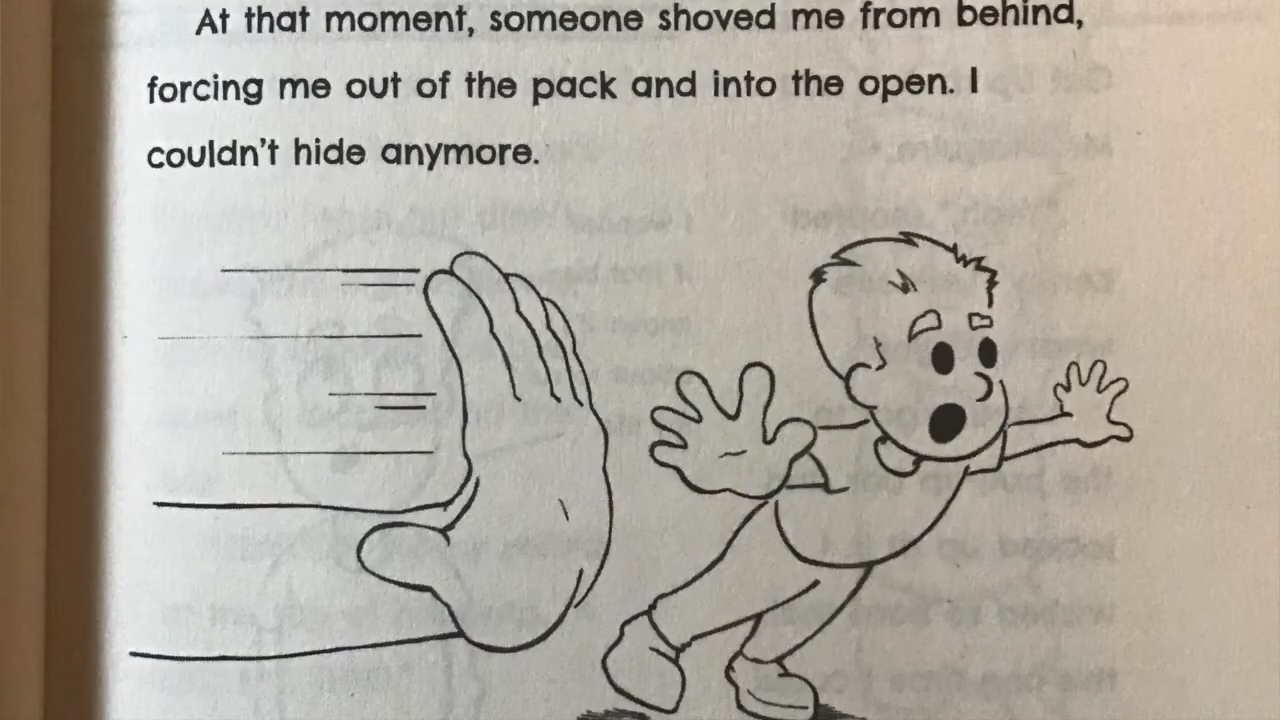 At that moment, someone shoved me from behind,
forcing me out of the pack and into the open. I
couldn't hide anymore.